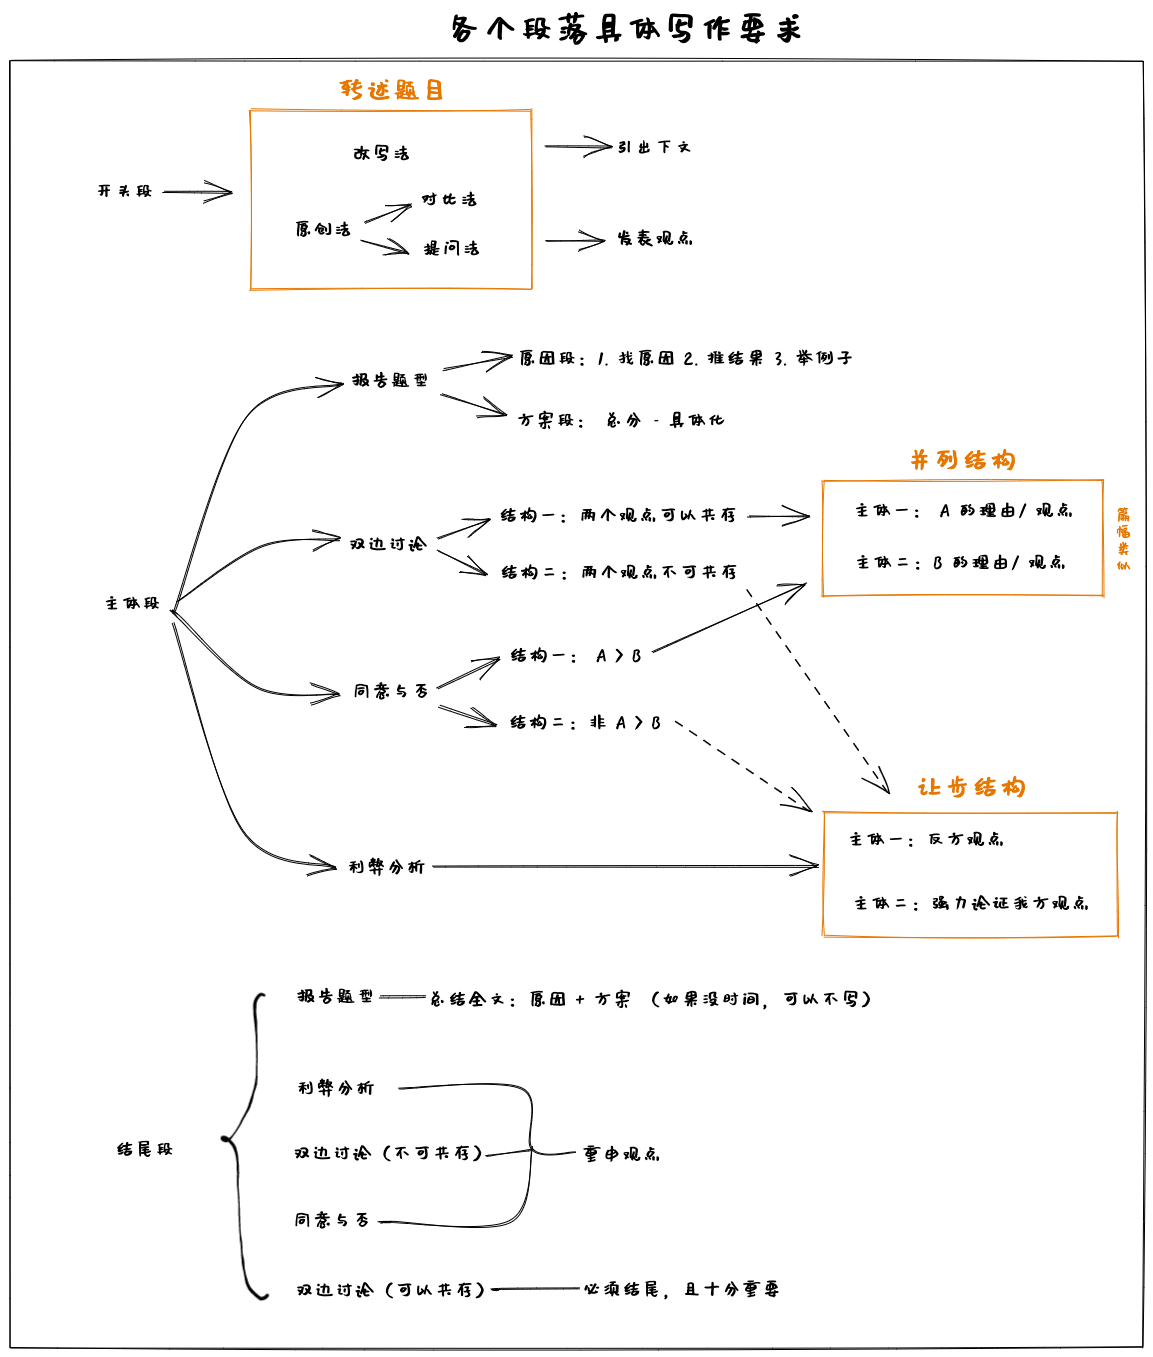 各个段落具体写作要求
转述题目
改写法
引出下文
开头段
对比法
原创法
提问法
发表观点
原因段：1. 找原因 2. 推结果 3. 举例子
报告题型
方案段： 总分 - 具体化
并列结构
结构一：两个观点可以共存
主体一： A 的理由/ 观点
篇幅类似
双边讨论
结构二：两个观点不可共存
主体二：B 的理由/ 观点
主体段
结构一： A > B
同意与否
结构二：非 A > B
让步结构
主体一：反方观点
利弊分析
主体二：强力论证我方观点
报告题型
总结全文：原因 + 方案 （如果没时间，可以不写）
利弊分析
结尾段
双边讨论（不可共存）
重申观点
同意与否
双边讨论（可以共存）
必须结尾，且十分重要